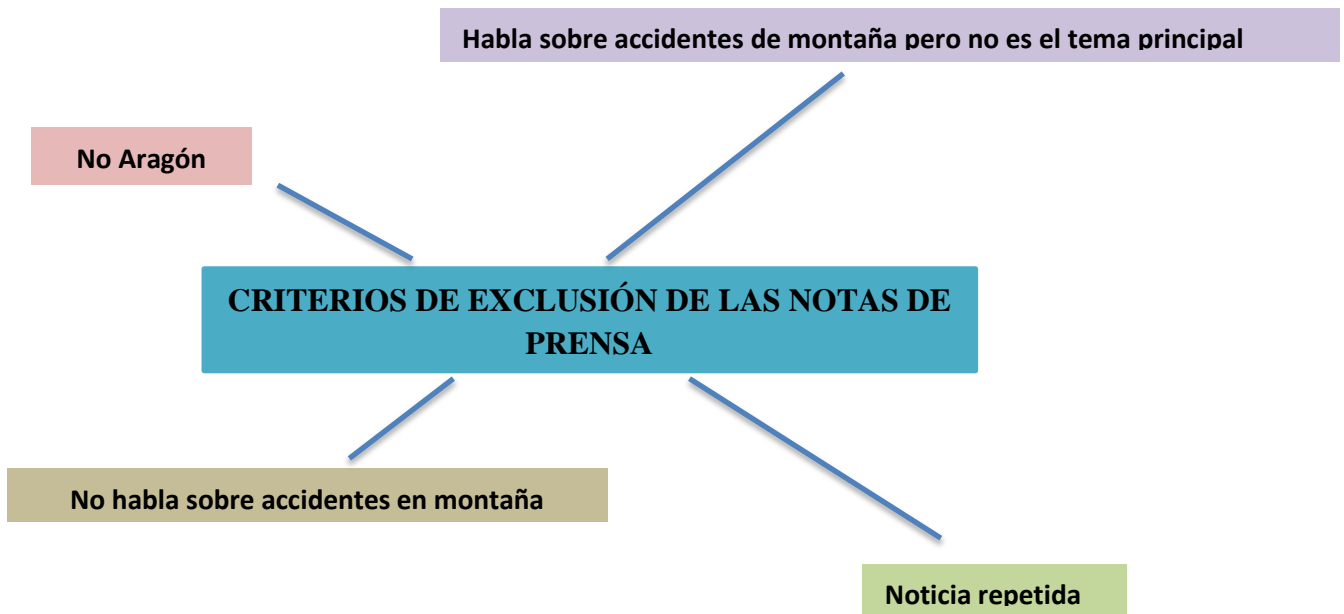 Habla sobre accidentes de montaña pero no es el tema principal
No Aragón
CRITERIOS DE EXCLUSIÓN DE LAS NOTAS DE
PRENSA
No habla sobre accidentes en montaña
Noticia repetida